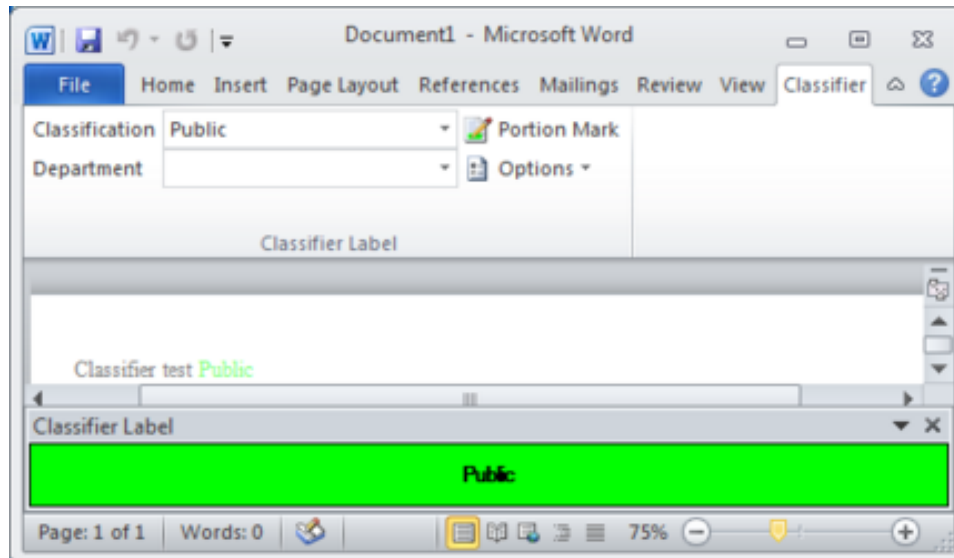 W Document1 - Microsoft Word
File Home Insert Page Layout References Mailings Review View Classifier ?
Classification Public Portion Mark
Department Options
Classifier Label
Classifier test Public
Classifier Label
Public
Page: 1 of 1 Words: 0 75%